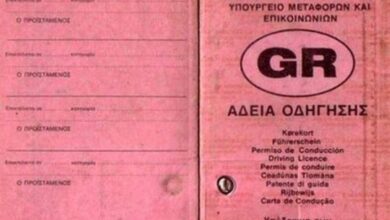 Ο ΠΡΟΪΣΤΑΜΕΝΟΣ
Ο ΠΡΟΪΣΤΑΜΕΝΟΣ
Ο ΠΡΟΪΣΤΑΜΕΝΟΣ
Ο ΠΡΟΪΣΤΑΜΕΝΟΣ
ΥΠΟΥΡΓΕΙΟ ΜΕΤΑΦΟΡΩΝ ΚΑΙ
ΕΠΙΚΟΙΝΩΝΙΩΝ
GR
ΑΔΕΙΑ ΟΔΗΓΗΣΗΣ
Kørekort
Führerschein
Permiso de Conducción
Driving Licence
Permis de conduire
Ceadúnas Tiomána
Patente di guida
Rijbewijs
Carta de Condução